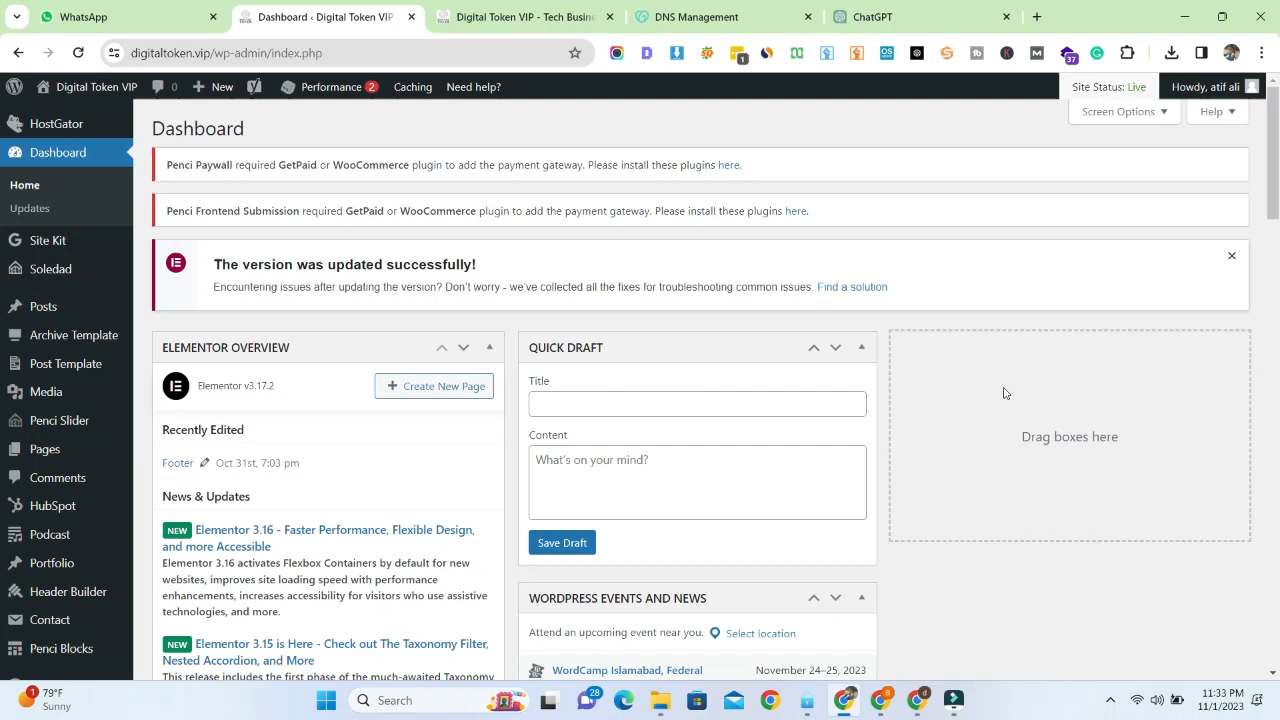 WhatsApp
Dashboard ‹ Digital Token VIP
Digital Token VIP - Tech Busine
DNS Management
ChatGPT
digitaltoken.vip/wp-admin/index.php
1
37
Digital Token VIP
0
New
Performance 2
Caching
Need help?
Site Status: Live
Howdy, atif ali
HostGator
Dashboard
Home
Updates
Site Kit
Soledad
Posts
Archive Template
Post Template
Media
Penci Slider
Pages
Comments
HubSpot
Podcast
Portfolio
Header Builder
Contact
Penci Blocks
Dashboard
Screen Options
Help
Penci Paywall required GetPaid or WooCommerce plugin to add the payment gateway. Please install these plugins here.
Penci Frontend Submission required GetPaid or WooCommerce plugin to add the payment gateway. Please install these plugins here.
The version was updated successfully!
Encountering issues after updating the version? Don't worry - we've collected all the fixes for troubleshooting common issues. Find a solution
ELEMENTOR OVERVIEW
Elementor v3.17.2
Create New Page
Recently Edited
Footer Oct 31st, 7:03 pm
News & Updates
NEW Elementor 3.16 - Faster Performance, Flexible Design,
and more Accessible
Elementor 3.16 activates Flexbox Containers by default for new
websites, improves site loading speed with performance
enhancements, increases accessibility for visitors who use assistive
technologies, and more.
NEW Elementor 3.15 is Here - Check out The Taxonomy Filter,
Nested Accordion, and More
This release includes the first phase of the much-awaited Taxonomy
QUICK DRAFT
Title
Content
What's on your mind?
Save Draft
WORDPRESS EVENTS AND NEWS
Attend an upcoming event near you. Select location
WordCamp Islamabad, Federal
November 24–25, 2023
Drag boxes here
1
79°F
Sunny
Search
28
11:33 PM
11/1/2023